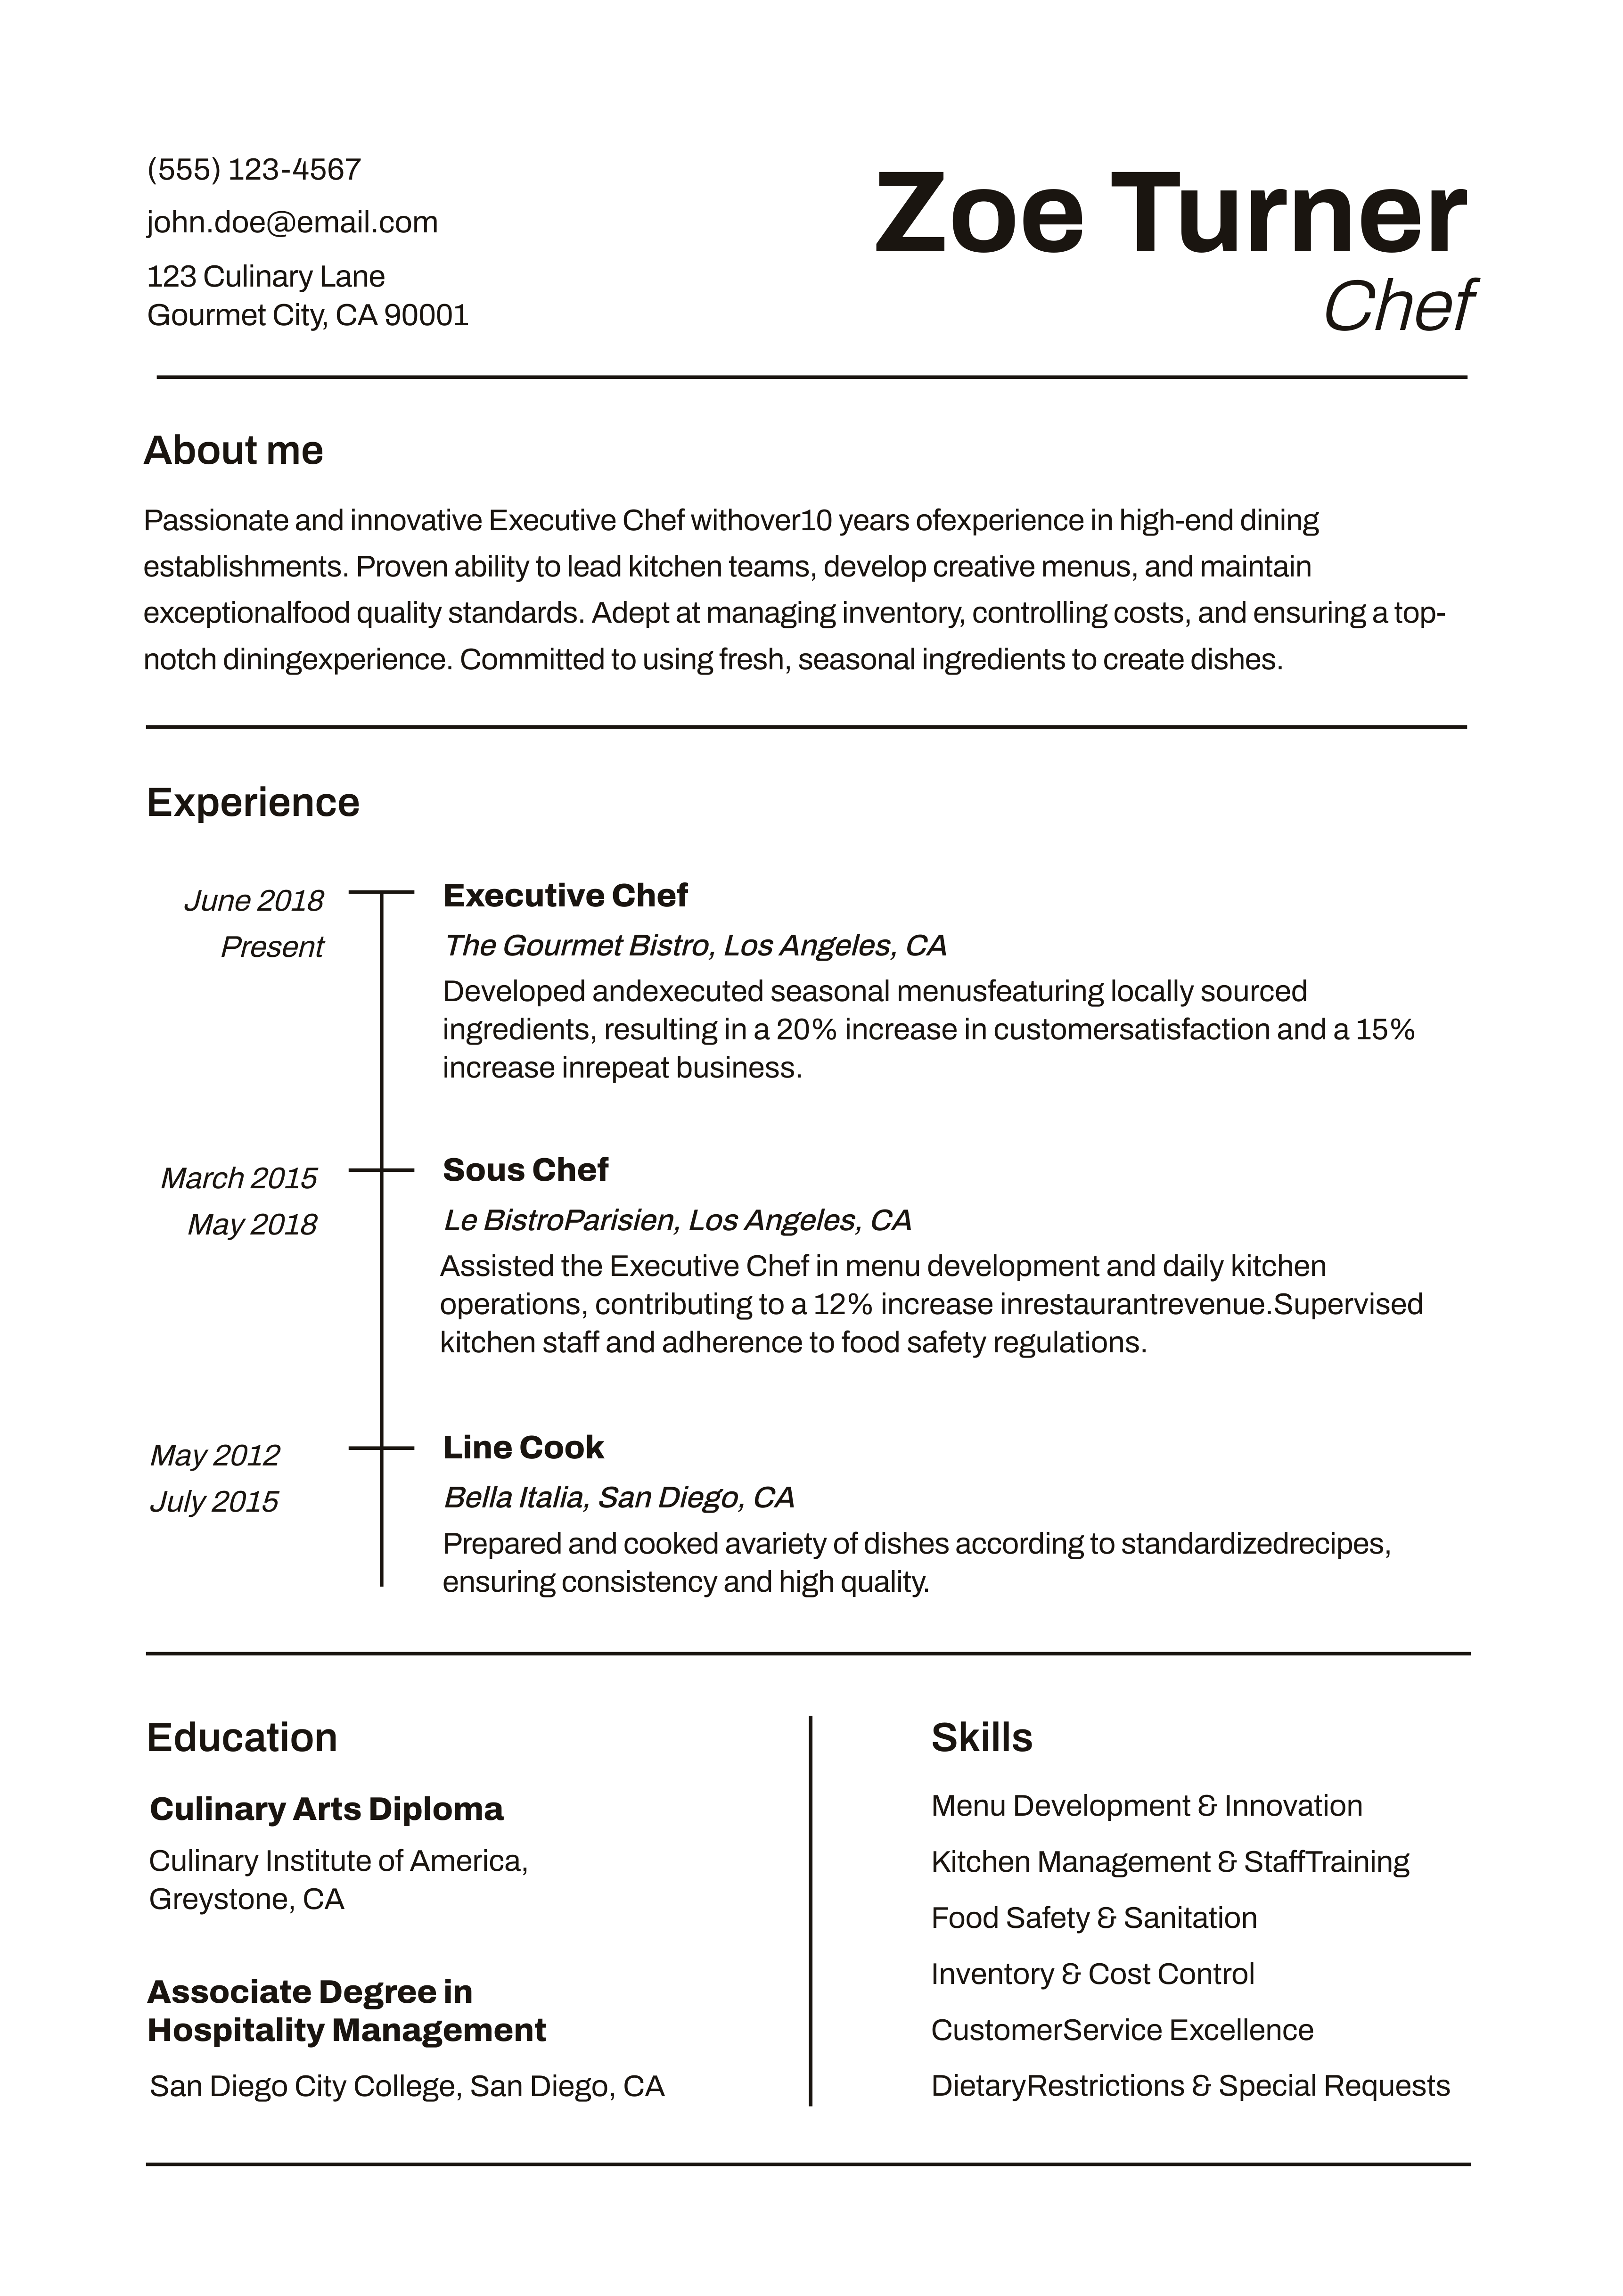 (555) 123-4567
john.doe@email.com
123 Culinary Lane
Gourmet City, CA 90001
Zoe Turner
Chef
About me
Passionate and innovative Executive Chef withover10 years ofexperience in high-end dining
establishments. Proven ability to lead kitchen teams, develop creative menus, and maintain
exceptionalfood quality standards. Adept at managing inventory, controlling costs, and ensuring a top-
notch diningexperience. Committed to using fresh, seasonal ingredients to create dishes.
Experience
June 2018
Present
Executive Chef
The Gourmet Bistro, Los Angeles, CA
Developed andexecuted seasonal menusfeaturing locally sourced
ingredients, resulting in a 20% increase in customersatisfaction and a 15%
increase inrepeat business.
March 2015
May 2018
Sous Chef
Le BistroParisien, Los Angeles, CA
Assisted the Executive Chef in menu development and daily kitchen
operations, contributing to a 12% increase inrestaurantrevenue.Supervised
kitchen staff and adherence to food safety regulations.
May 2012
July 2015
Line Cook
Bella Italia, San Diego, CA
Prepared and cooked avariety of dishes according to standardizedrecipes,
ensuring consistency and high quality.
Education
Culinary Arts Diploma
Culinary Institute of America,
Greystone, CA
Associate Degree in
Hospitality Management
San Diego City College, San Diego, CA
Skills
Menu Development & Innovation
Kitchen Management & StaffTraining
Food Safety & Sanitation
Inventory & Cost Control
CustomerService Excellence
DietaryRestrictions & Special Requests